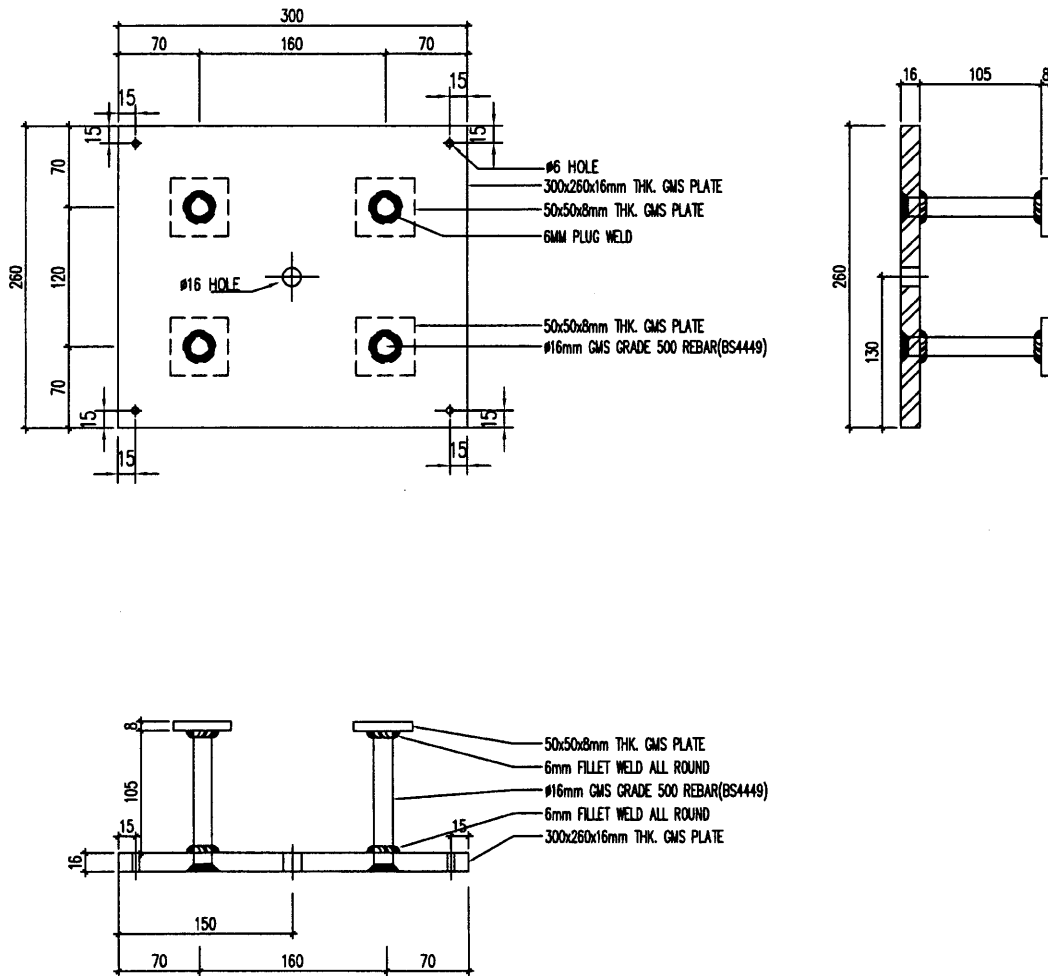 300
70 160 70
15 15
15 15
70
120
70
260
ø6 HOLE
300x260x16mm THK. GMS PLATE
50x50x8mm THK. GMS PLATE
6MM PLUG WELD
ø16 HOLE
50x50x8mm THK. GMS PLATE
ø16mm GMS GRADE 500 REBAR(BS4449)
15 15
15 15
16 105 8
260
130
8
105
15 15
16
50x50x8mm THK. GMS PLATE
6mm FILLET WELD ALL ROUND
ø16mm GMS GRADE 500 REBAR(BS4449)
6mm FILLET WELD ALL ROUND
300x260x16mm THK. GMS PLATE
150
70 160 70